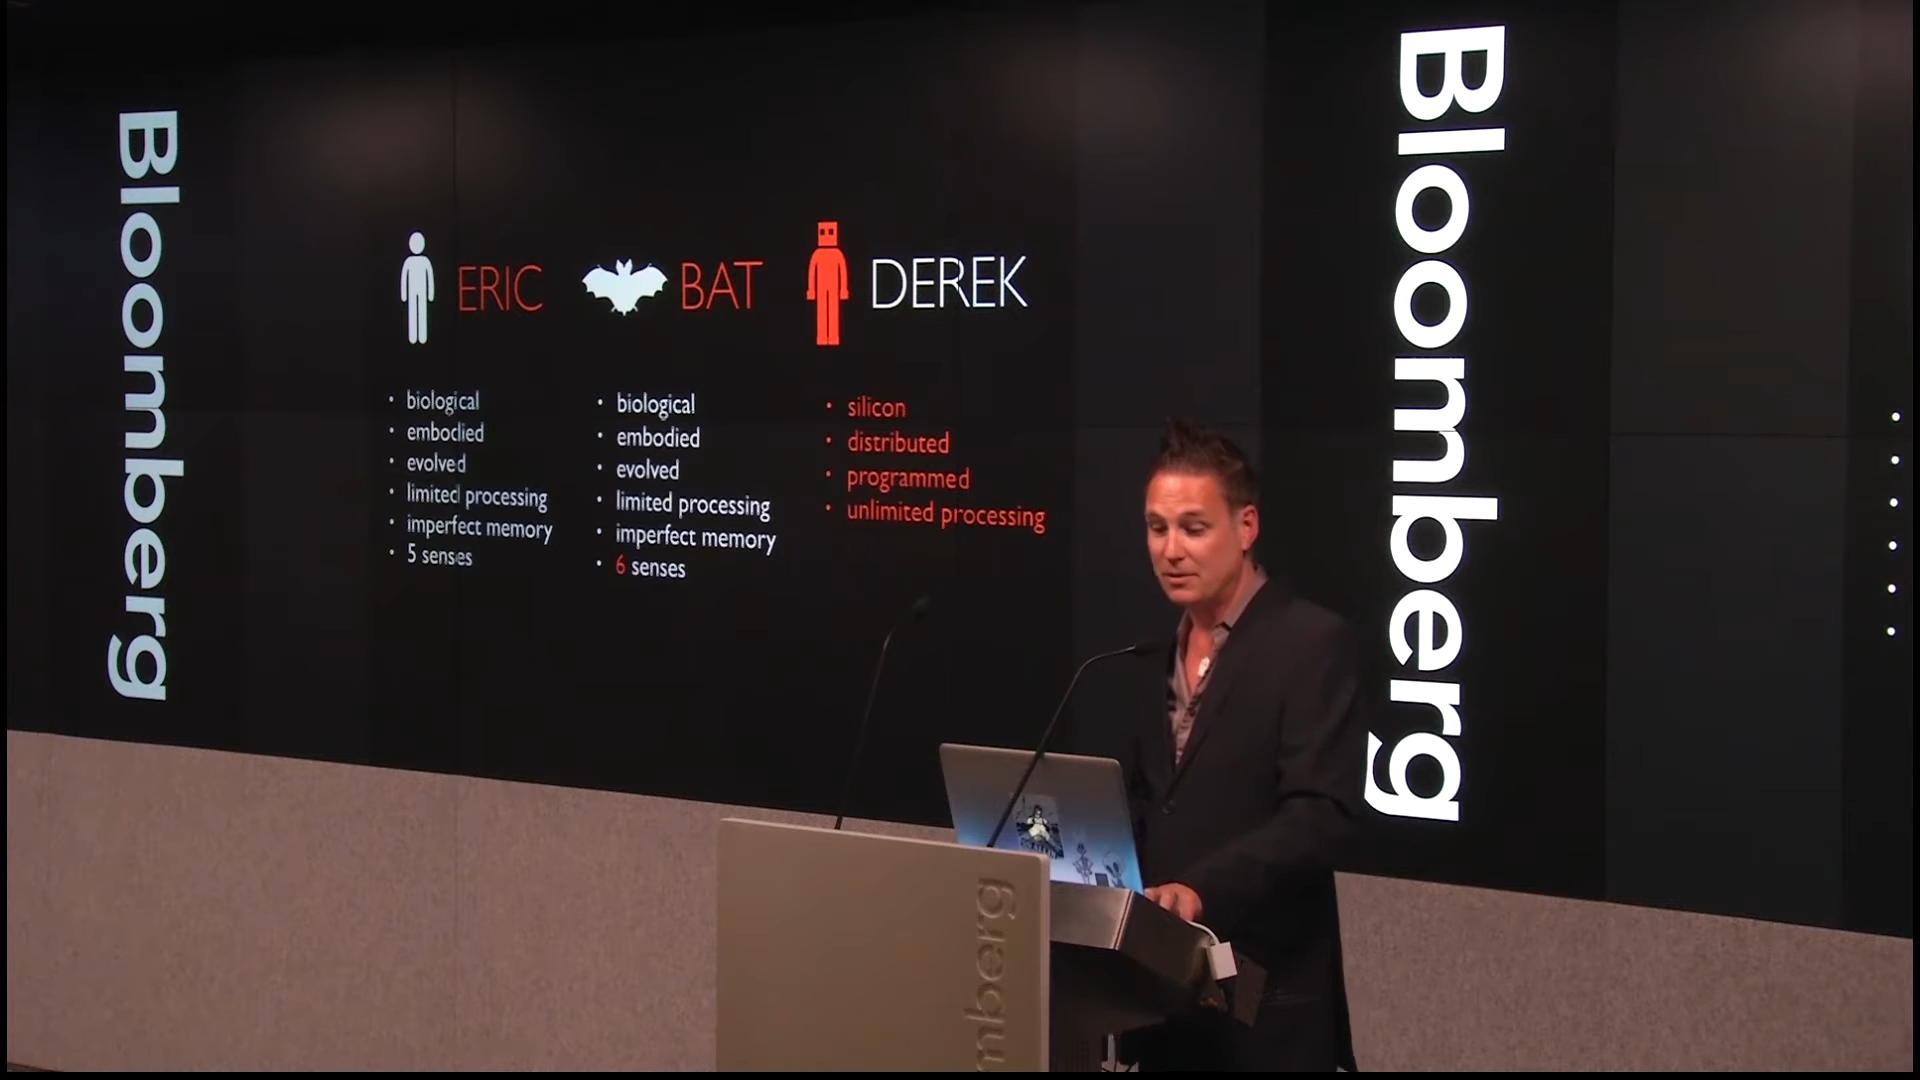 Bloomberg
ERIC
• biological
• embodied
• evolved
• limited processing
• imperfect memory
• 5 senses
BAT
• biological
• embodied
• evolved
• limited processing
• imperfect memory
• 6 senses
DEREK
• silicon
• distributed
• programmed
• unlimited processing
Bloomberg
mberg